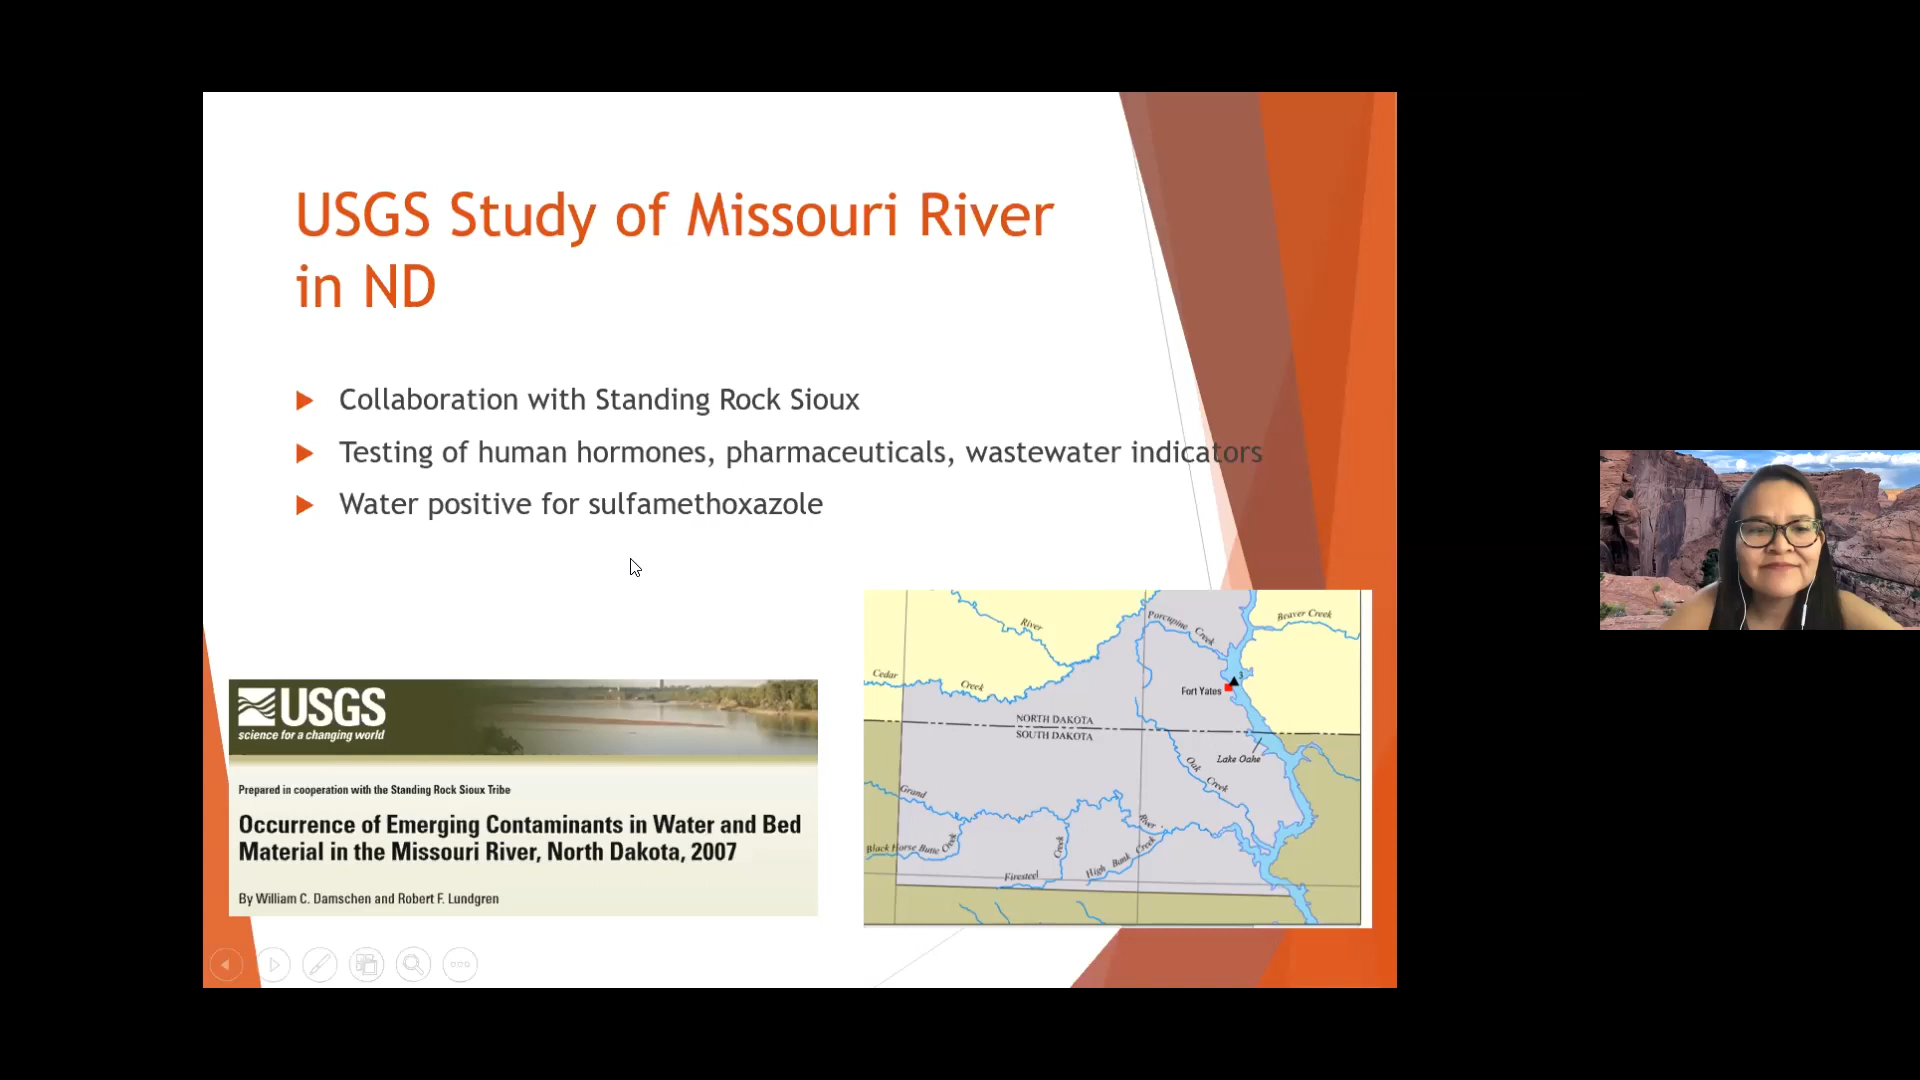 USGS Study of Missouri River
in ND
Collaboration with Standing Rock Sioux
Testing of human hormones, pharmaceuticals, wastewater indicators
Water positive for sulfamethoxazole
USGS
science for a changing world
Prepared in cooperation with the Standing Rock Sioux Tribe
Occurrence of Emerging Contaminants in Water and Bed
Material in the Missouri River, North Dakota, 2007
By William C. Damschen and Robert F. Lundgren
River
Porcupine Creek
Beaver Creek
Cedar
Creek
Fort Yates
NORTH DAKOTA
SOUTH DAKOTA
Lake Oahe
Oak Creek
Grand
River
Black Horse Butte Creek
Creek
High Bank Creek
Firesteel